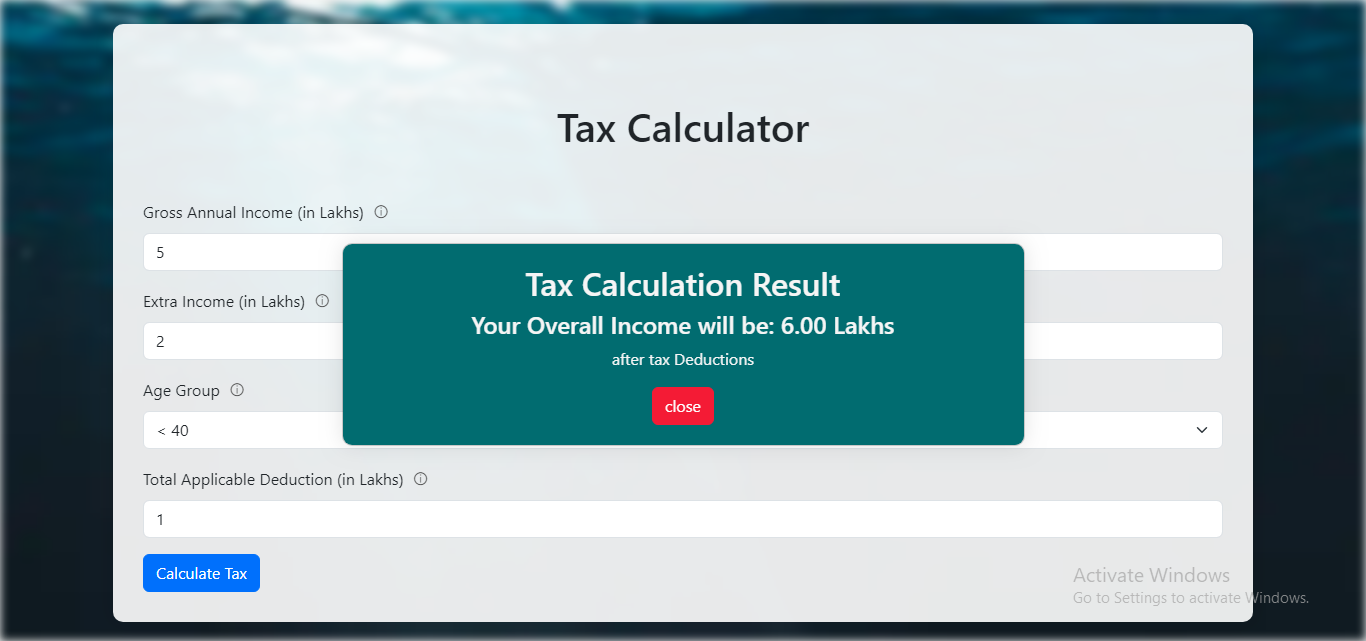 Tax Calculator
Gross Annual Income (in Lakhs)
5
Tax Calculation Result
Your Overall Income will be: 6.00 Lakhs
after tax Deductions
close
Extra Income (in Lakhs)
2
Age Group
< 40
Total Applicable Deduction (in Lakhs)
1
Calculate Tax
Activate Windows
Go to Settings to activate Windows.